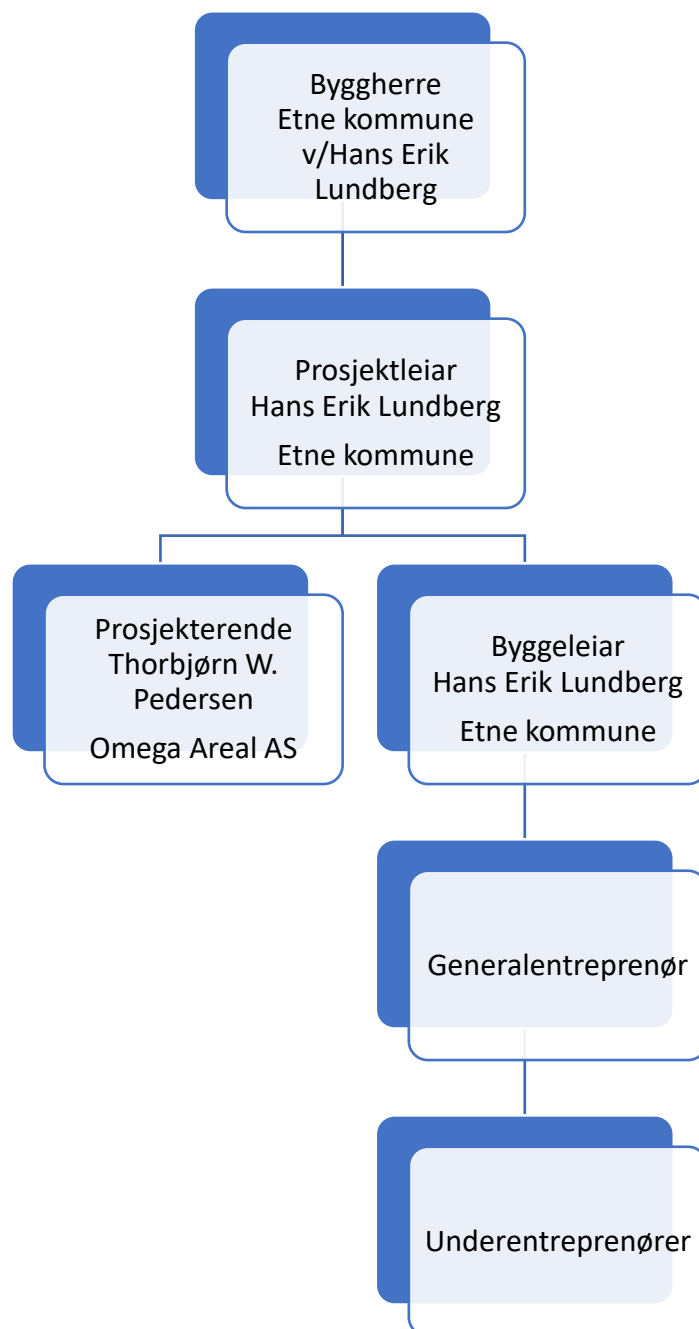 Byggherre
Etne kommune
v/Hans Erik
Lundberg
Prosjektleiar
Hans Erik Lundberg
Etne kommune
Prosjekterende
Thorbjørn W.
Pedersen
Omega Areal AS
Byggeleiar
Hans Erik Lundberg
Etne kommune
Generalentreprenør
Underentreprenører